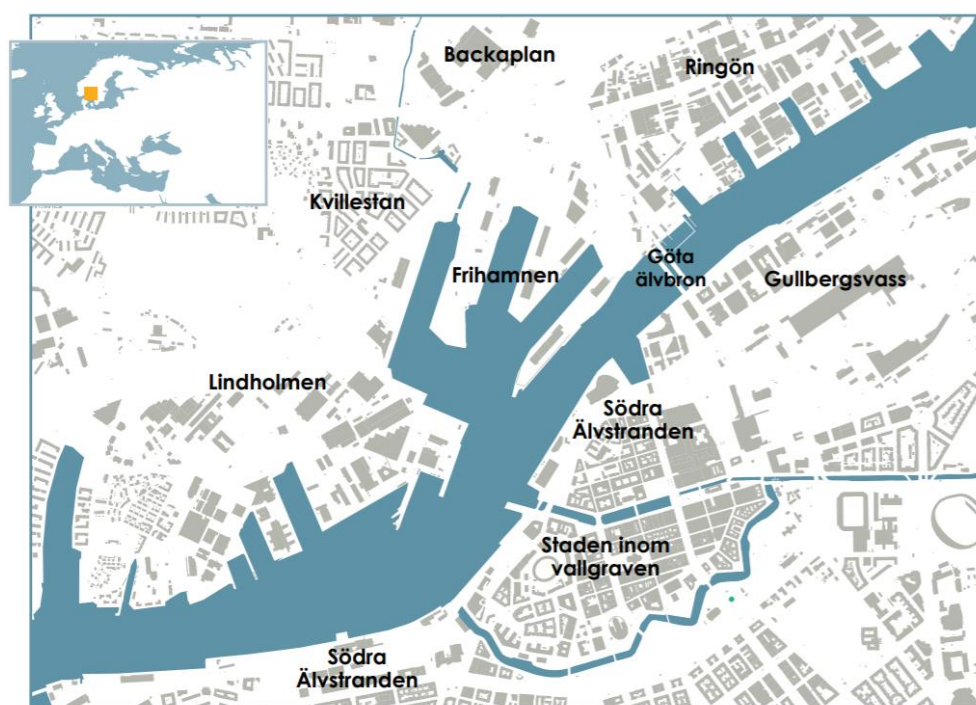 Backaplan
Ringön
Kvillestan
Frihamnen
Göta
älvbron
Gullbergsvass
Lindholmen
Södra
Älvstranden
Staden inom
vallgraven
Södra
Älvstranden